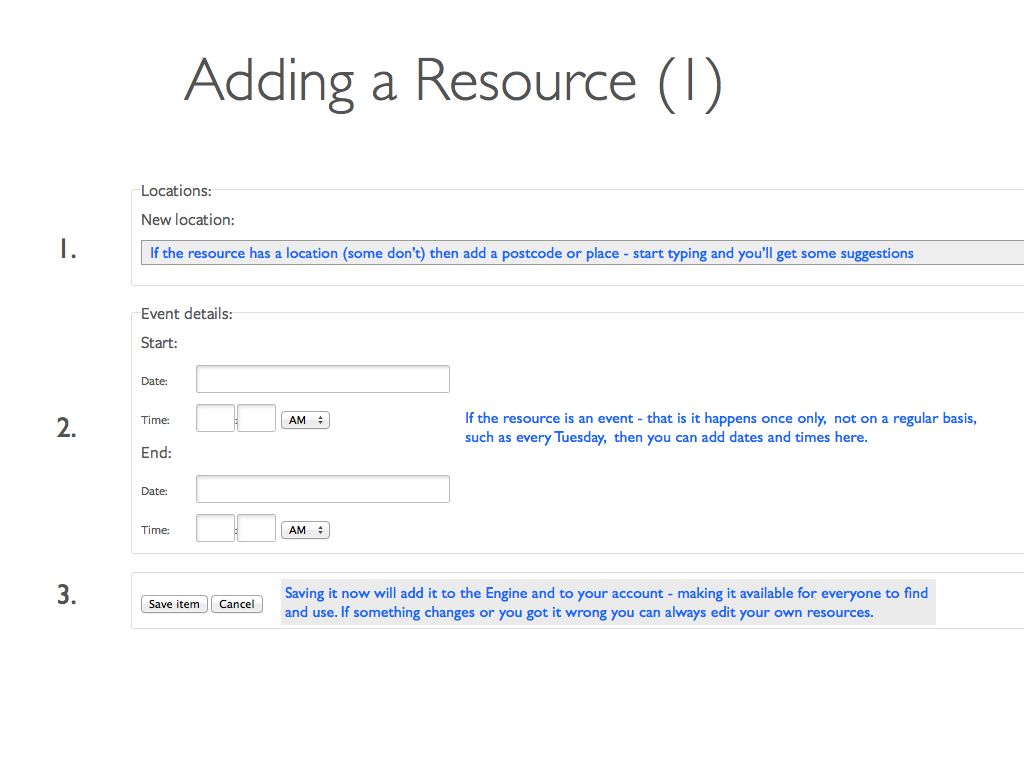 Adding a Resource (1)
Locations:
New location:
1.
If the resource has a location (some don't) then add a postcode or place - start typing and you'll get some suggestions
Event details:
Start:
Date:
Time: : AM
2.
If the resource is an event - that is it happens once only, not on a regular basis,
such as every Tuesday, then you can add dates and times here.
End:
Date:
Time: : AM
3.
Save item Cancel
Saving it now will add it to the Engine and to your account - making it available for everyone to find
and use. If something changes or you got it wrong you can always edit your own resources.